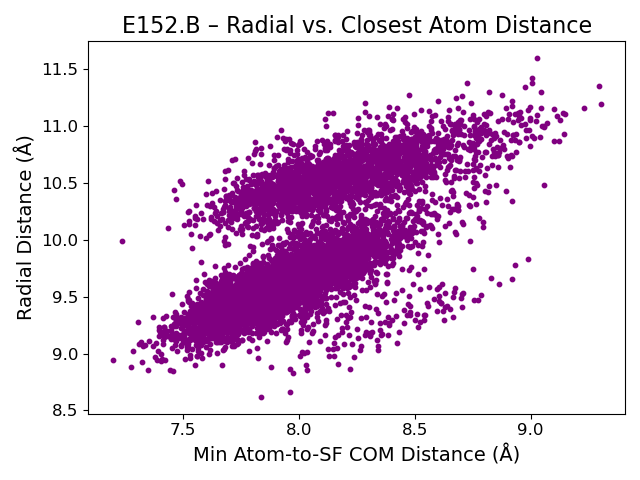 E152.B – Radial vs. Closest Atom Distance
11.5
11.0
10.5
10.0
9.5
9.0
8.5
Radial Distance (Å)
7.5 8.0 8.5 9.0
Min Atom-to-SF COM Distance (Å)